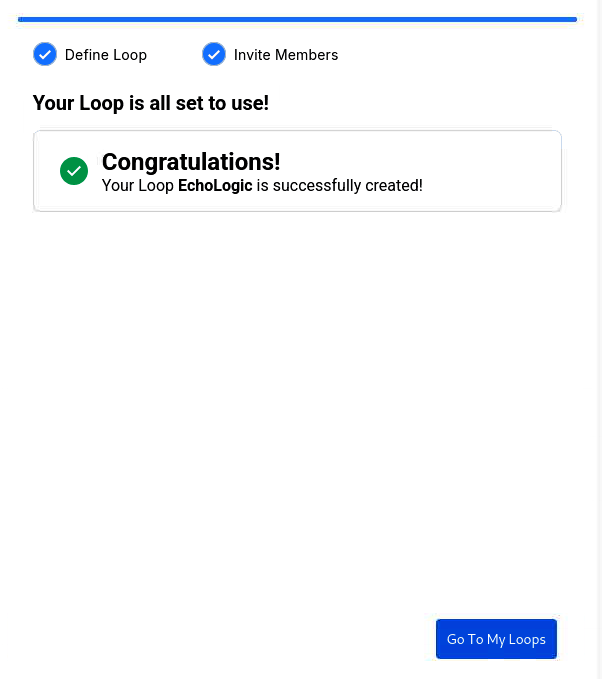 Define Loop Invite Members
Your Loop is all set to use!
Congratulations!
Your Loop EchoLogic is successfully created!
Go To My Loops